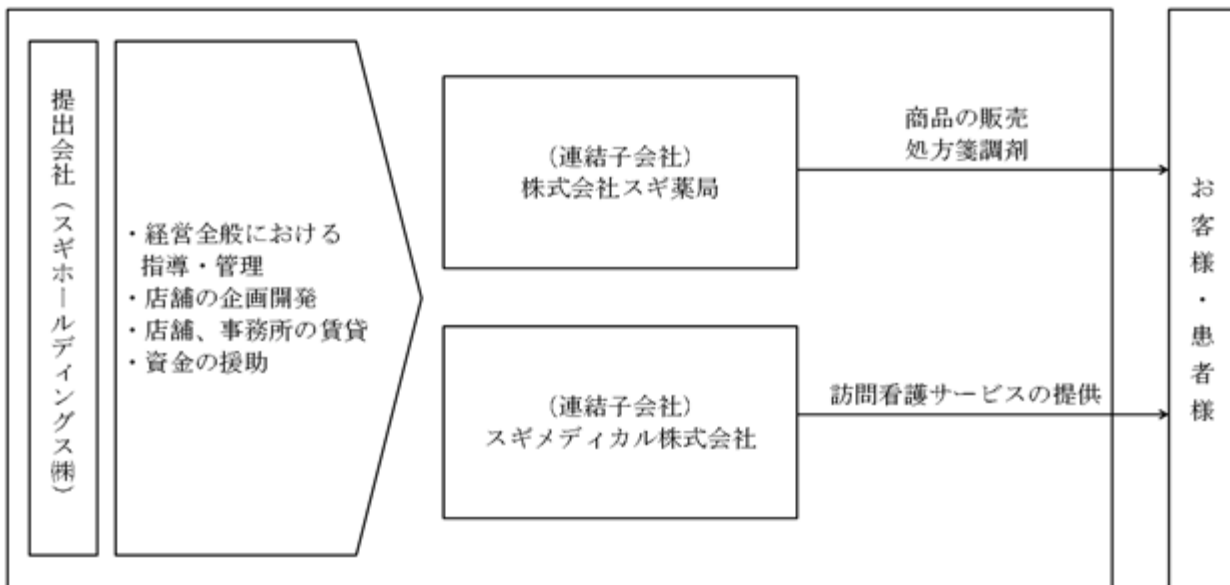 提出会社（スギホールディングス㈱）
・経営全般における
指導・管理
・店舗の企画開発
・店舗、事務所の賃貸
・資金の援助
（連結子会社）
株式会社スギ薬局
商品の販売
処方箋調剤
（連結子会社）
スギメディカル株式会社
訪問看護サービスの提供
お客様・患者様